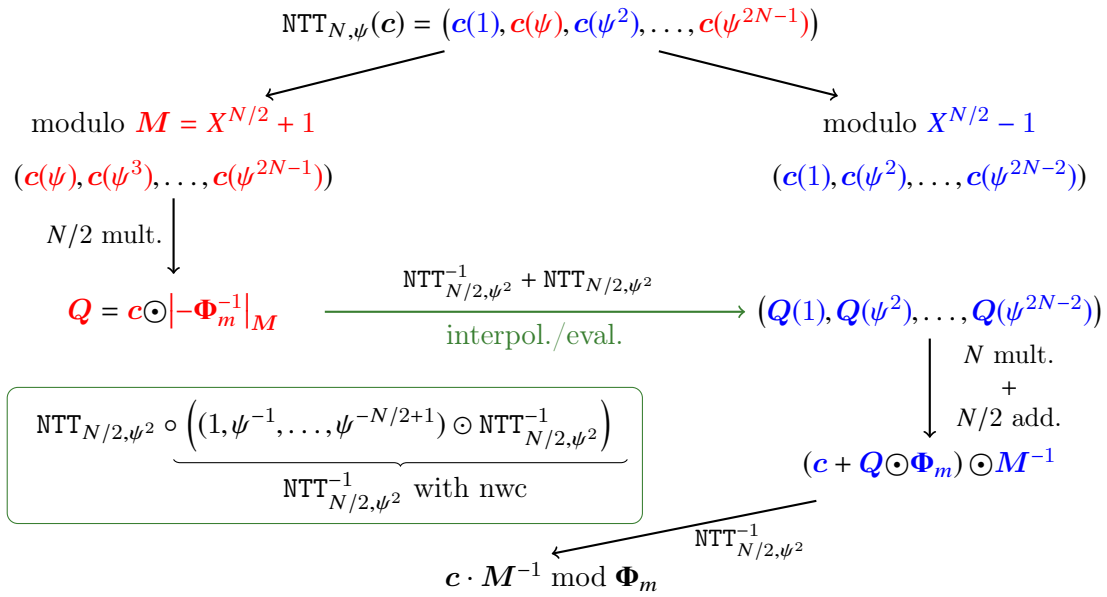 NTT_{N,ψ}(c) = (c(1), c(ψ), c(ψ^2), ..., c(ψ^{2N−1}))
modulo M = X^{N/2} + 1
modulo X^{N/2} − 1
(c(ψ), c(ψ^3), ..., c(ψ^{2N−1}))
(c(1), c(ψ^2), ..., c(ψ^{2N−2}))
N/2 mult.
Q = c ⊙ |−Φ_m^{−1}|_M
NTT^{−1}_{N/2,ψ^2} + NTT_{N/2,ψ^2}
interpol./eval.
(Q(1), Q(ψ^2), ..., Q(ψ^{2N−2}))
N mult.
+
N/2 add.
NTT_{N/2,ψ^2} ∘ ((1, ψ^{−1}, ..., ψ^{−N/2+1}) ⊙ NTT^{−1}_{N/2,ψ^2})
NTT^{−1}_{N/2,ψ^2} with nwc
(c + Q ⊙ Φ_m) ⊙ M^{−1}
NTT^{−1}_{N/2,ψ^2}
c · M^{−1} mod Φ_m